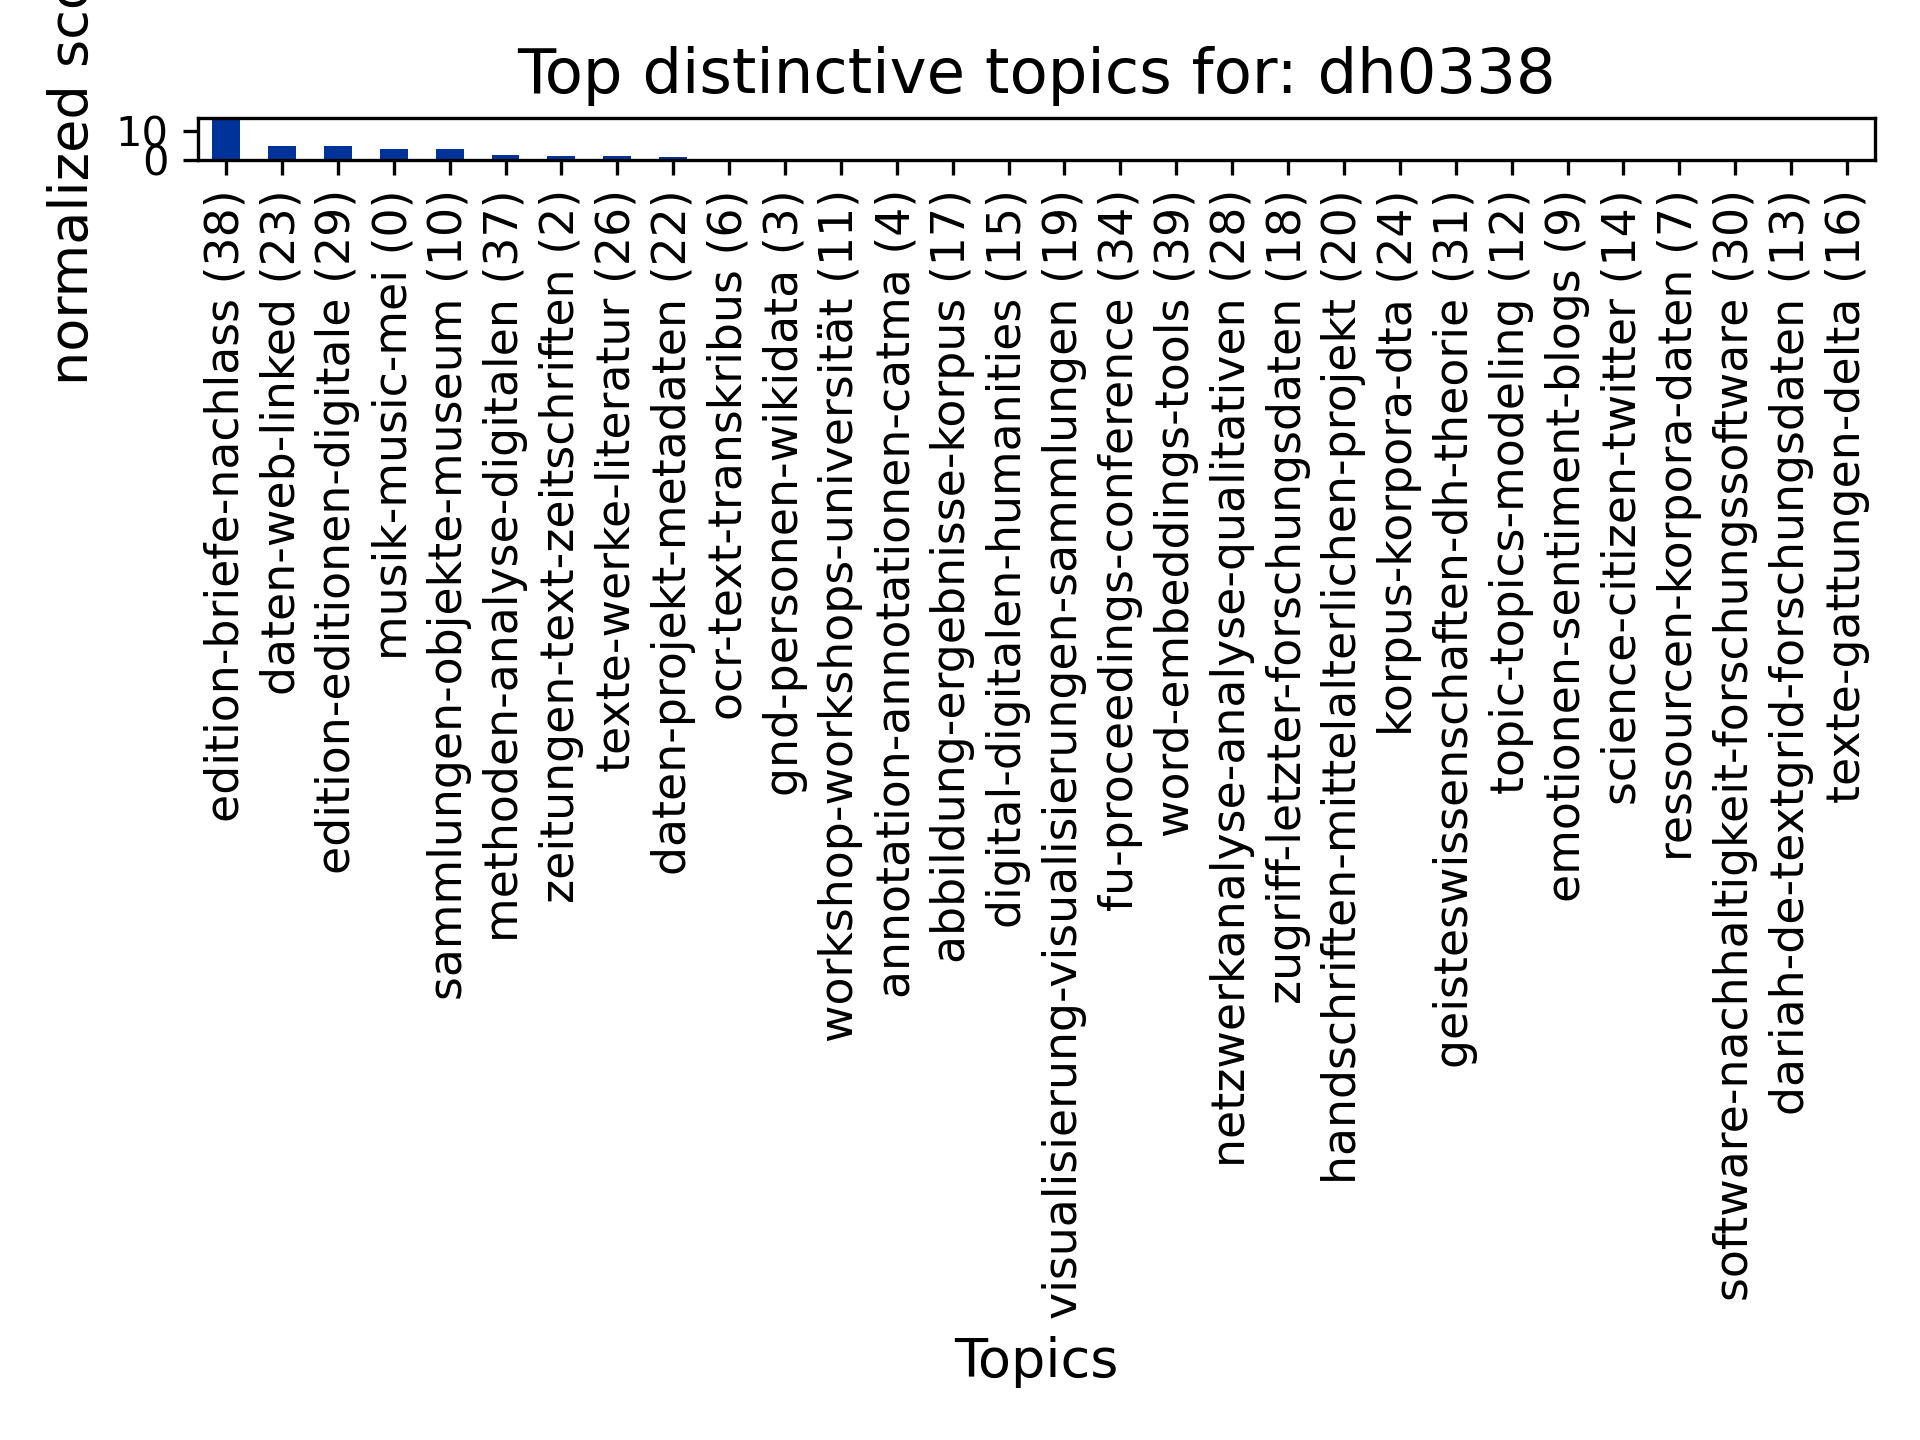 Top distinctive topics for: dh0338
normalized
10
0
edition-briefe-nachlass (38)
daten-web-linked (23)
edition-editionen-digitale (29)
musik-music-mei (0)
sammlungen-objekte-museum (10)
methoden-analyse-digitalen (37)
zeitungen-text-zeitschriften (2)
texte-werke-literatur (26)
daten-projekt-metadaten (22)
ocr-text-transkribus (6)
gnd-personen-wikidata (3)
workshop-workshops-universität (11)
annotation-annotationen-catma (4)
abbildung-ergebnisse-korpus (17)
digital-digitalen-humanities (15)
visualisierung-visualisierungen-sammlungen (19)
fu-proceedings-conference (34)
word-embeddings-tools (39)
netzwerkanalyse-analyse-qualitativen (28)
zugriff-letzter-forschungsdaten (18)
handschriften-mittelalterlichen-projekt (20)
korpus-korpora-dta (24)
geisteswissenschaften-dh-theorie (31)
topic-topics-modeling (12)
emotionen-sentiment-blogs (9)
science-citizen-twitter (14)
ressourcen-korpora-daten (7)
software-nachhaltigkeit-forschungssoftware (30)
dariah-de-textgrid-forschungsdaten (13)
texte-gattungen-delta (16)
Topics